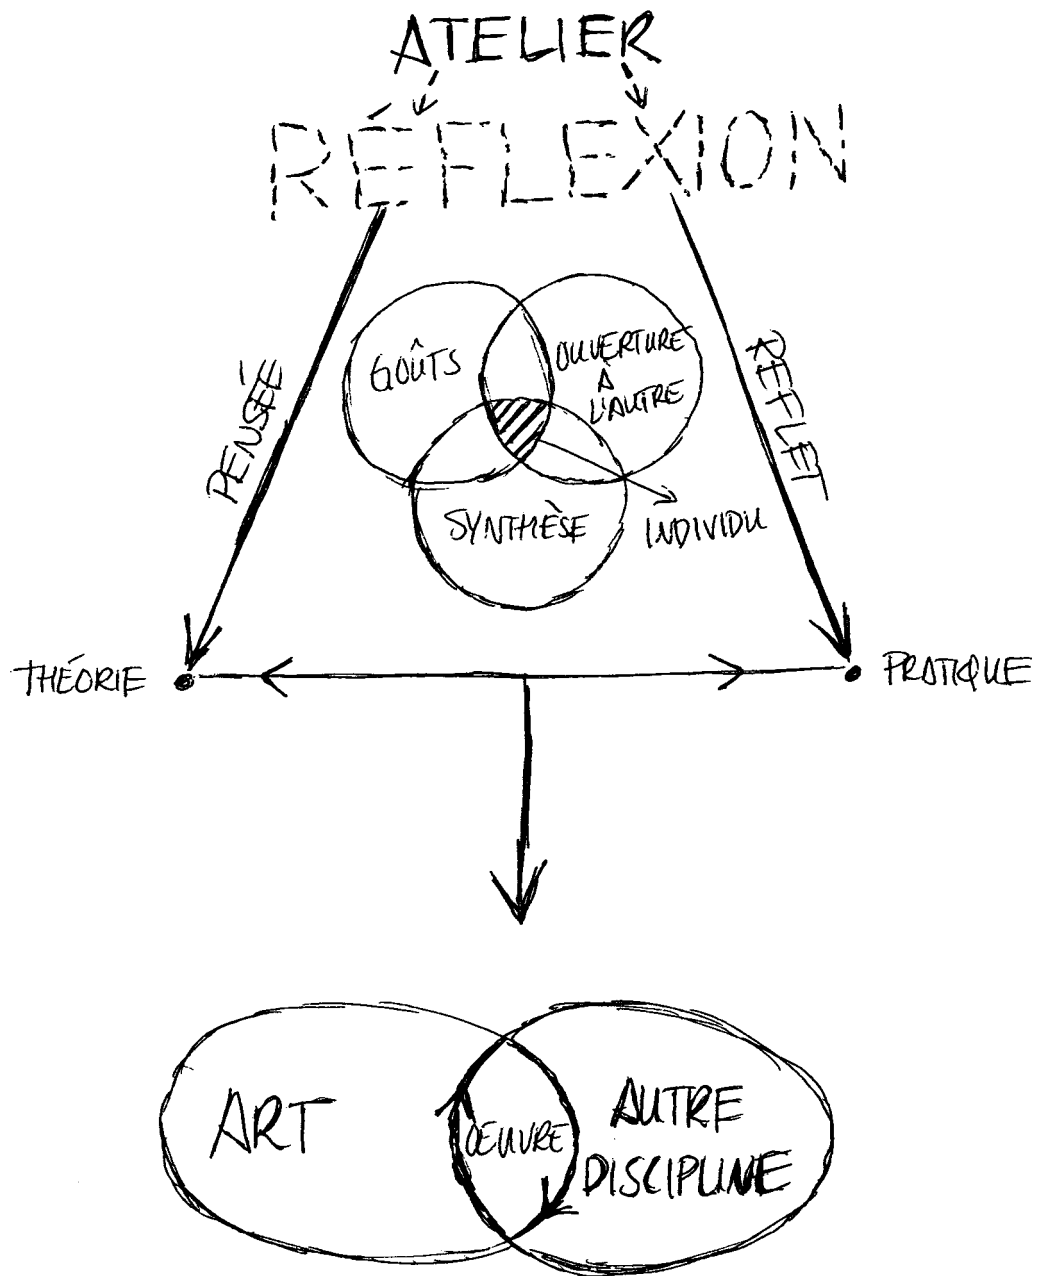 ATELIER
RÉFLEXION
PENSÉE
REFLET
GOÛTS
OUVERTURE
À
L'AUTRE
SYNTHÈSE
INDIVIDU
THÉORIE
PRATIQUE
ART
ŒUVRE
AUTRE
DISCIPLINE